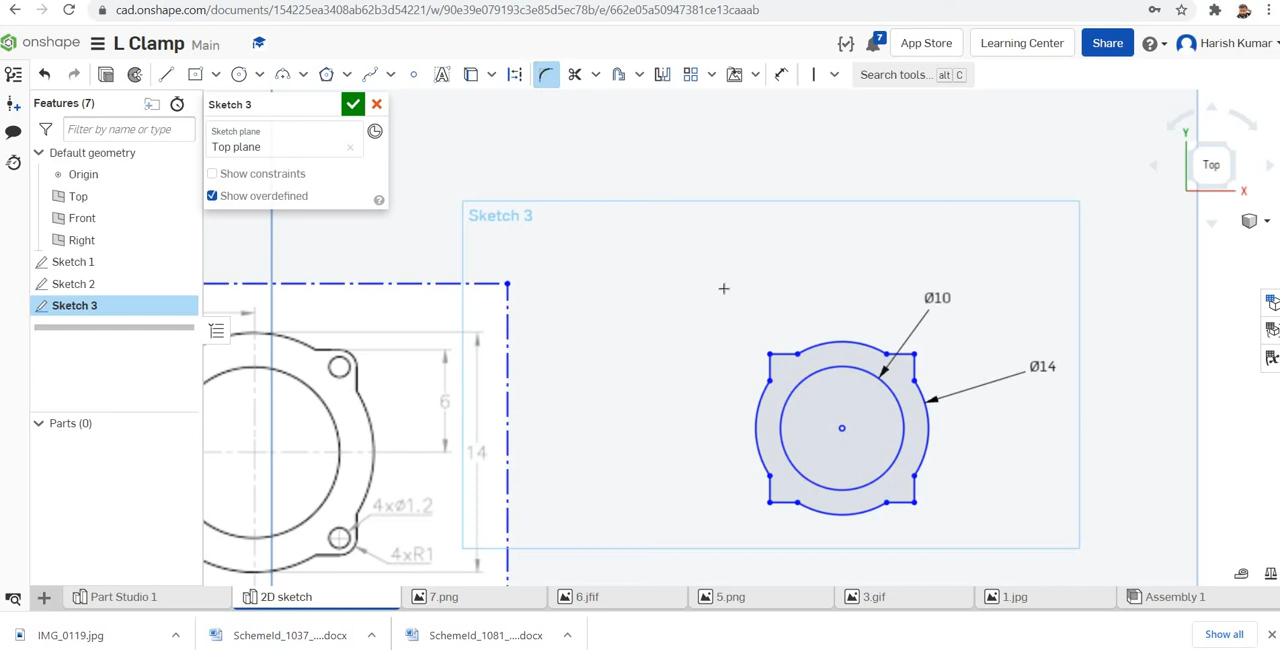 cad.onshape.com/documents/154225ea3408ab62b3d54221/w/90e39e079303c3e85d5ec78b/e/662e05a50947381ce13caaab
onshape L Clamp Main 7 App Store Learning Center Share Harish Kumar
Search tools... alt C
Features (7)
Filter by name or type
Default geometry
Origin
Top
Front
Right
Sketch 1
Sketch 2
Sketch 3
Parts (0)
Sketch 3
Sketch plane
Top plane
Show constraints
Show overdefined
Sketch 3
Ø10
Ø14
6
14
4xø1.2
4xR1
Y
Top
X
Part Studio 1 2D sketch 7.png 6.jfif 5.png 3.gif 1.jpg Assembly 1
IMG_0119.jpg SchemeId_1037_....docx SchemeId_1081_....docx Show all